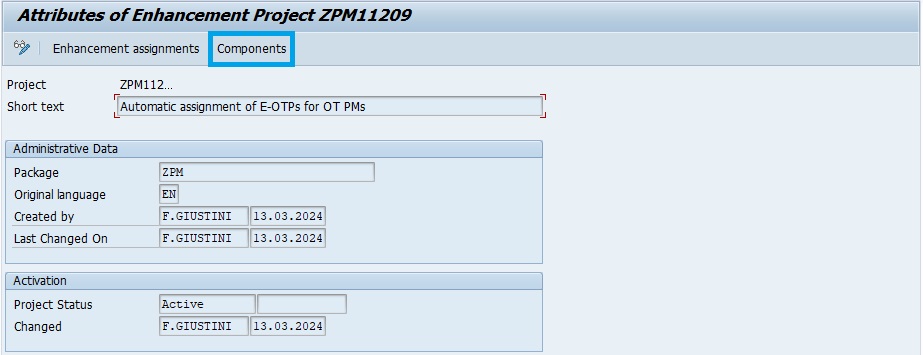 Attributes of Enhancement Project ZPM11209
Enhancement assignments Components
Project ZPM112...
Short text Automatic assignment of E-OTPs for OT PMs
Administrative Data
Package ZPM
Original language EN
Created by F.GIUSTINI 13.03.2024
Last Changed On F.GIUSTINI 13.03.2024
Activation
Project Status Active
Changed F.GIUSTINI 13.03.2024